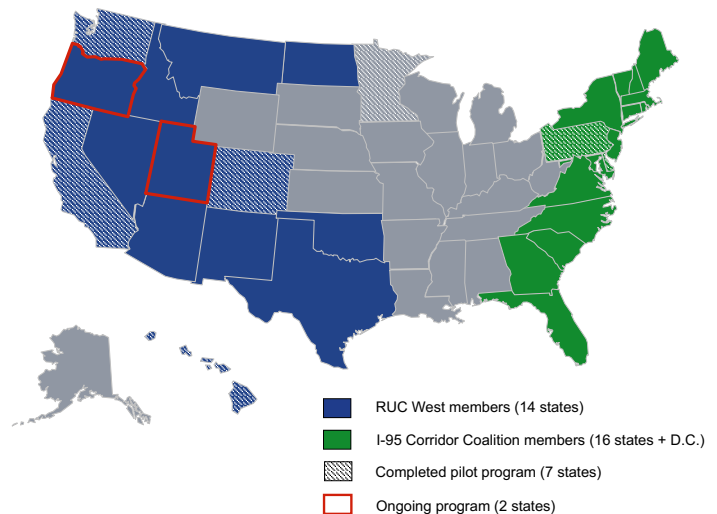 RUC West members (14 states)
I-95 Corridor Coalition members (16 states + D.C.)
Completed pilot program (7 states)
Ongoing program (2 states)